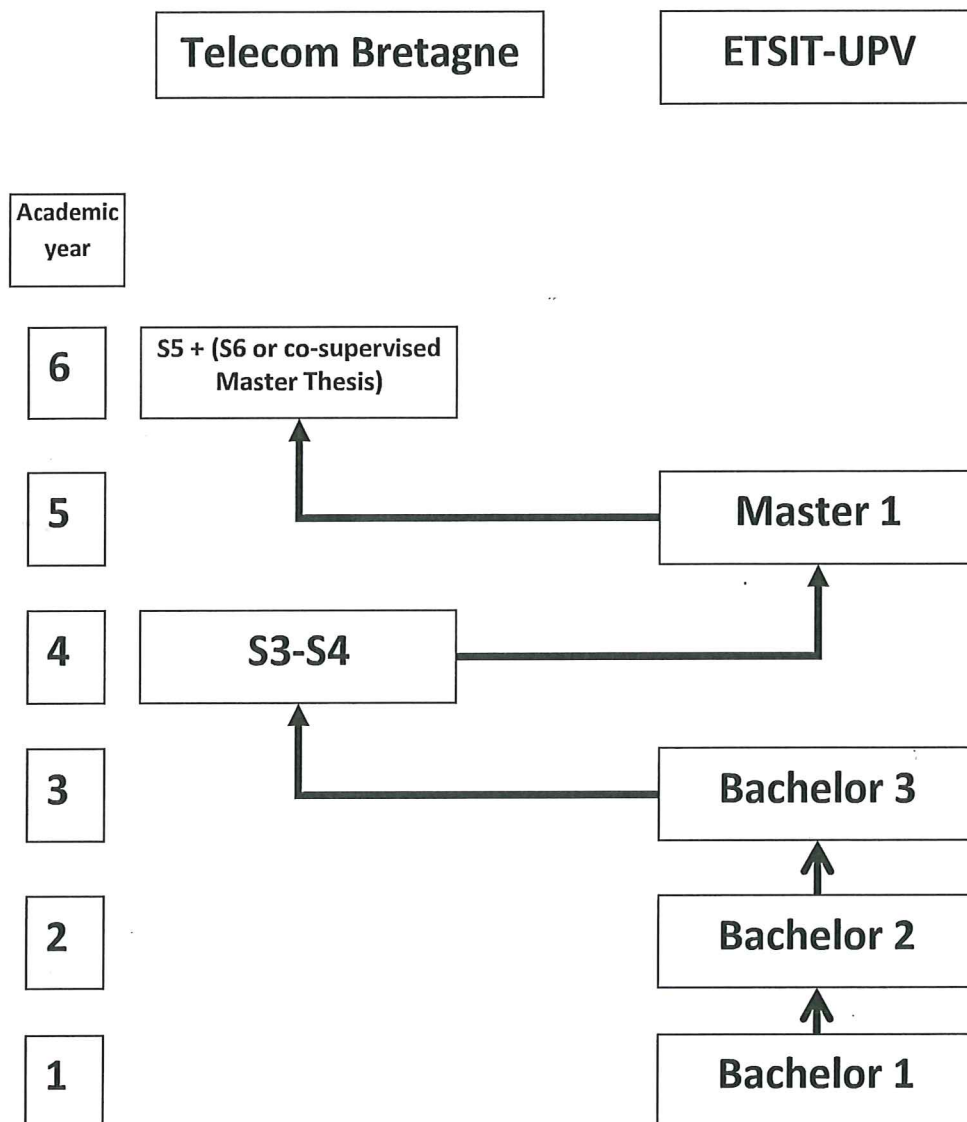 Telecom Bretagne
ETSIT-UPV
Academic
year
6
S5 + (S6 or co-supervised
Master Thesis)
5
Master 1
4
S3-S4
3
Bachelor 3
2
Bachelor 2
1
Bachelor 1